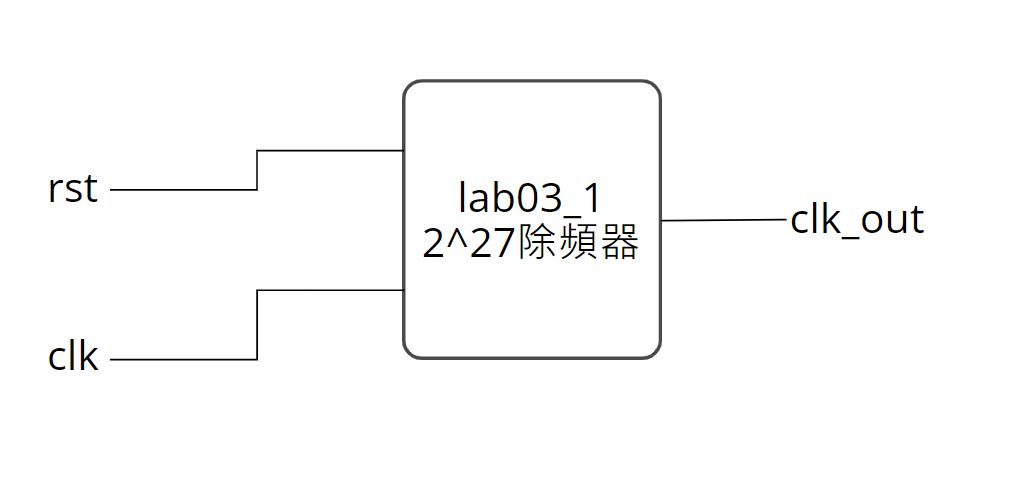 rst
clk
lab03_1
2^27除頻器
clk_out